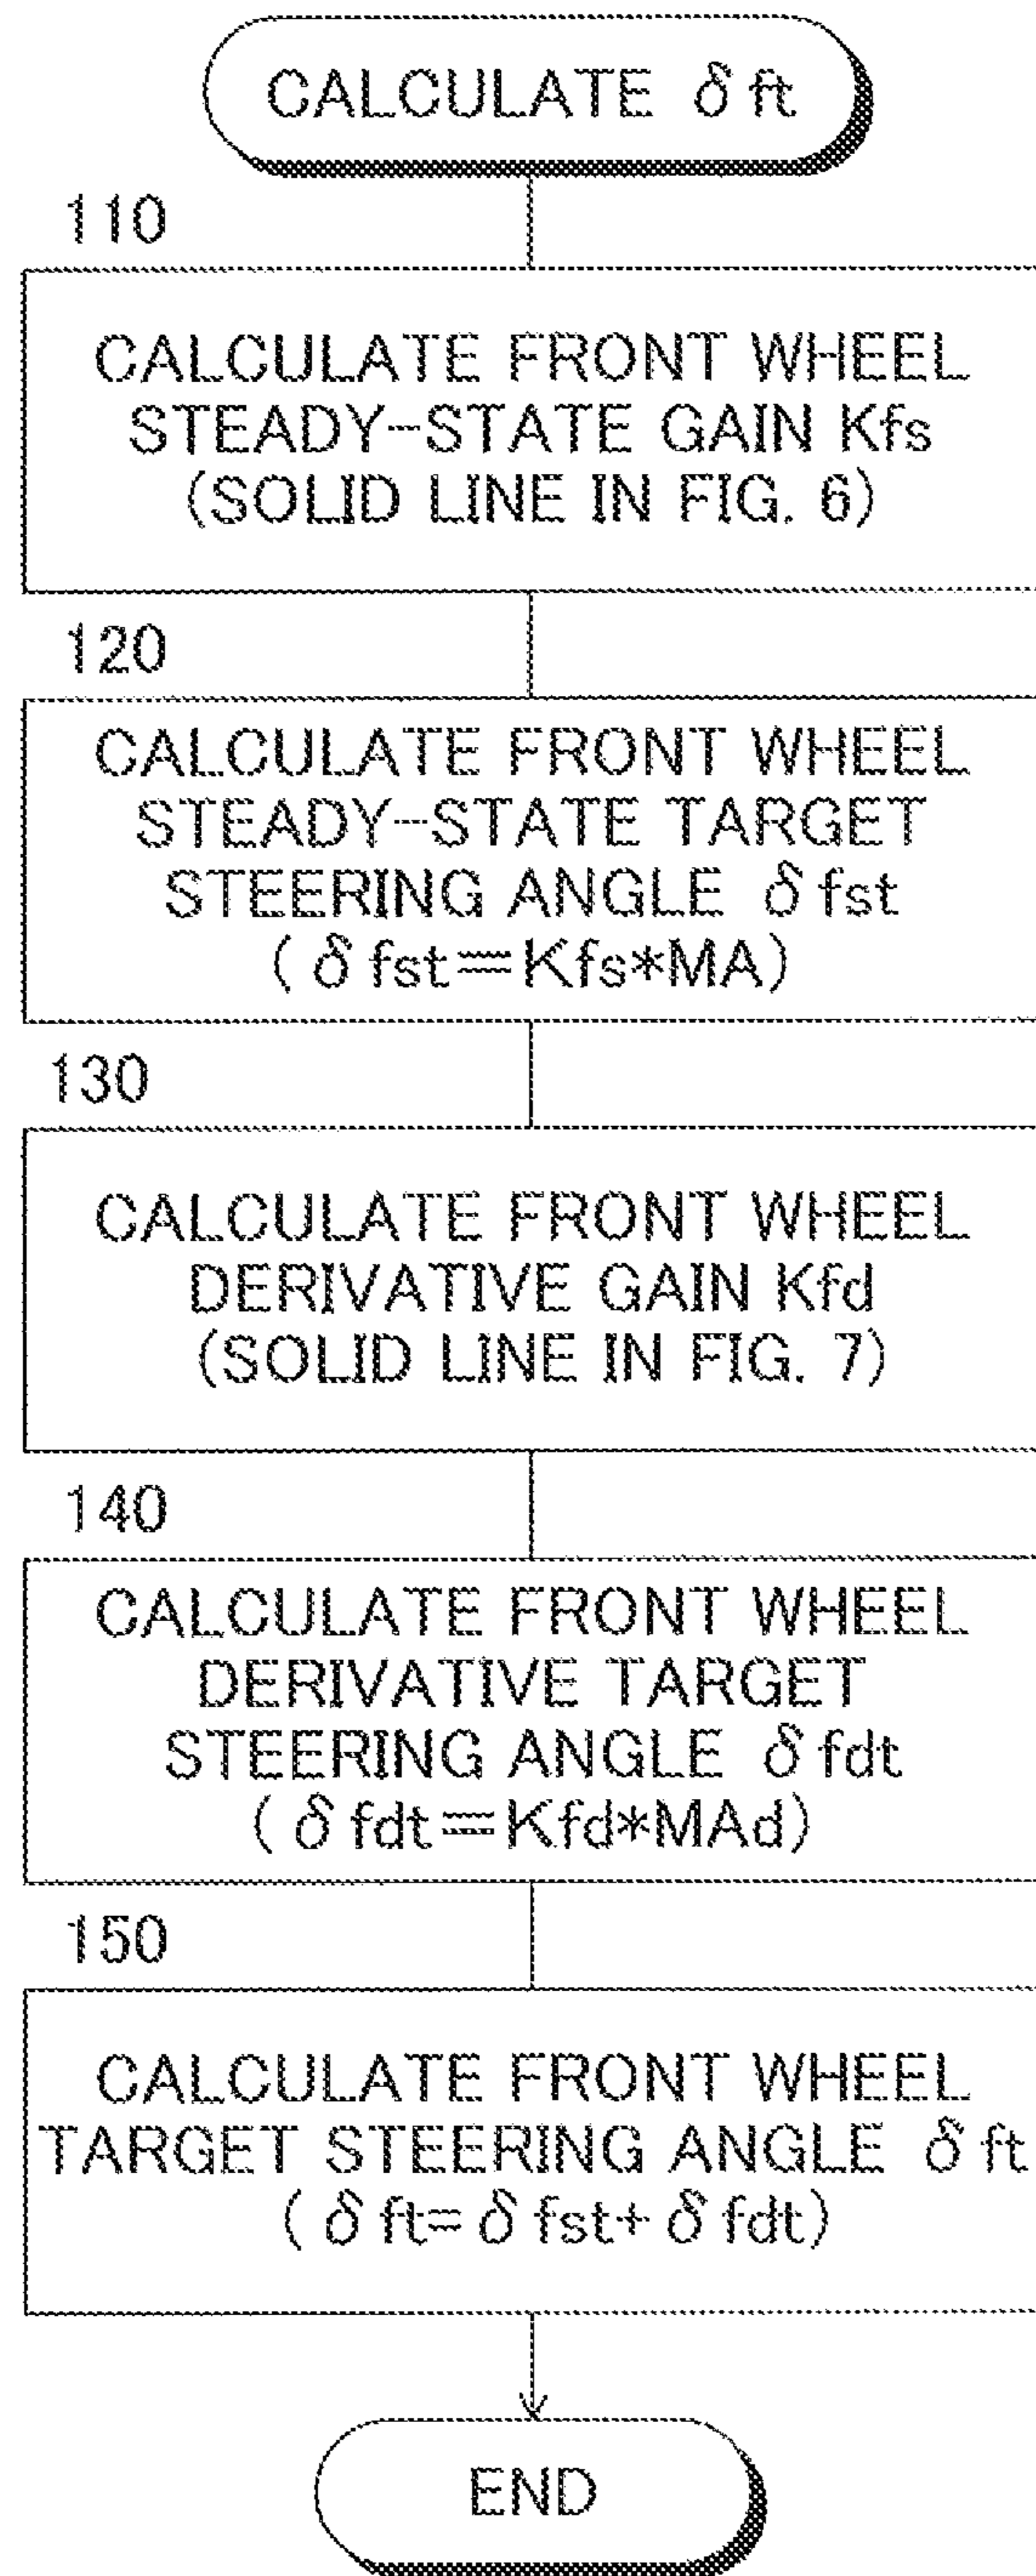 CALCULATE δft
110
CALCULATE FRONT WHEEL
STEADY-STATE GAIN Kfs
(SOLID LINE IN FIG. 6)
120
CALCULATE FRONT WHEEL
STEADY-STATE TARGET
STEERING ANGLE δfst
(δfst=Kfs*MA)
130
CALCULATE FRONT WHEEL
DERIVATIVE GAIN Kfd
(SOLID LINE IN FIG. 7)
140
CALCULATE FRONT WHEEL
DERIVATIVE TARGET
STEERING ANGLE δfdt
(δfdt=Kfd*MAd)
150
CALCULATE FRONT WHEEL
TARGET STEERING ANGLE δft
(δft=δfst+δfdt)
END